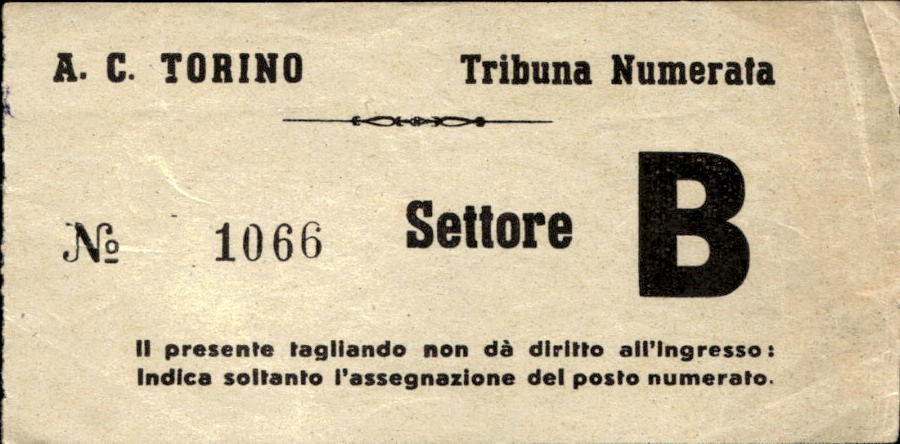 A. C. TORINO Tribuna Numerata
№ 1066 Settore B
Il presente tagliando non dà diritto all'ingresso:
indica soltanto l'assegnazione del posto numerato.